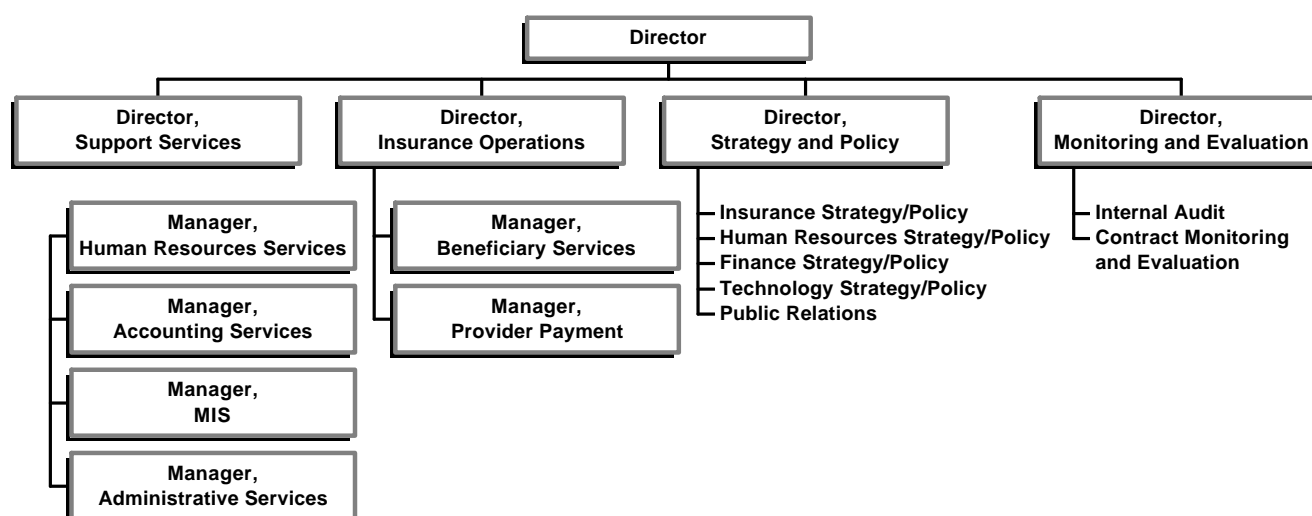 Director
Director,
Support Services
Director,
Insurance Operations
Director,
Strategy and Policy
Director,
Monitoring and Evaluation
Manager,
Human Resources Services
Manager,
Accounting Services
Manager,
MIS
Manager,
Administrative Services
Manager,
Beneficiary Services
Manager,
Provider Payment
Insurance Strategy/Policy
Human Resources Strategy/Policy
Finance Strategy/Policy
Technology Strategy/Policy
Public Relations
Internal Audit
Contract Monitoring
and Evaluation